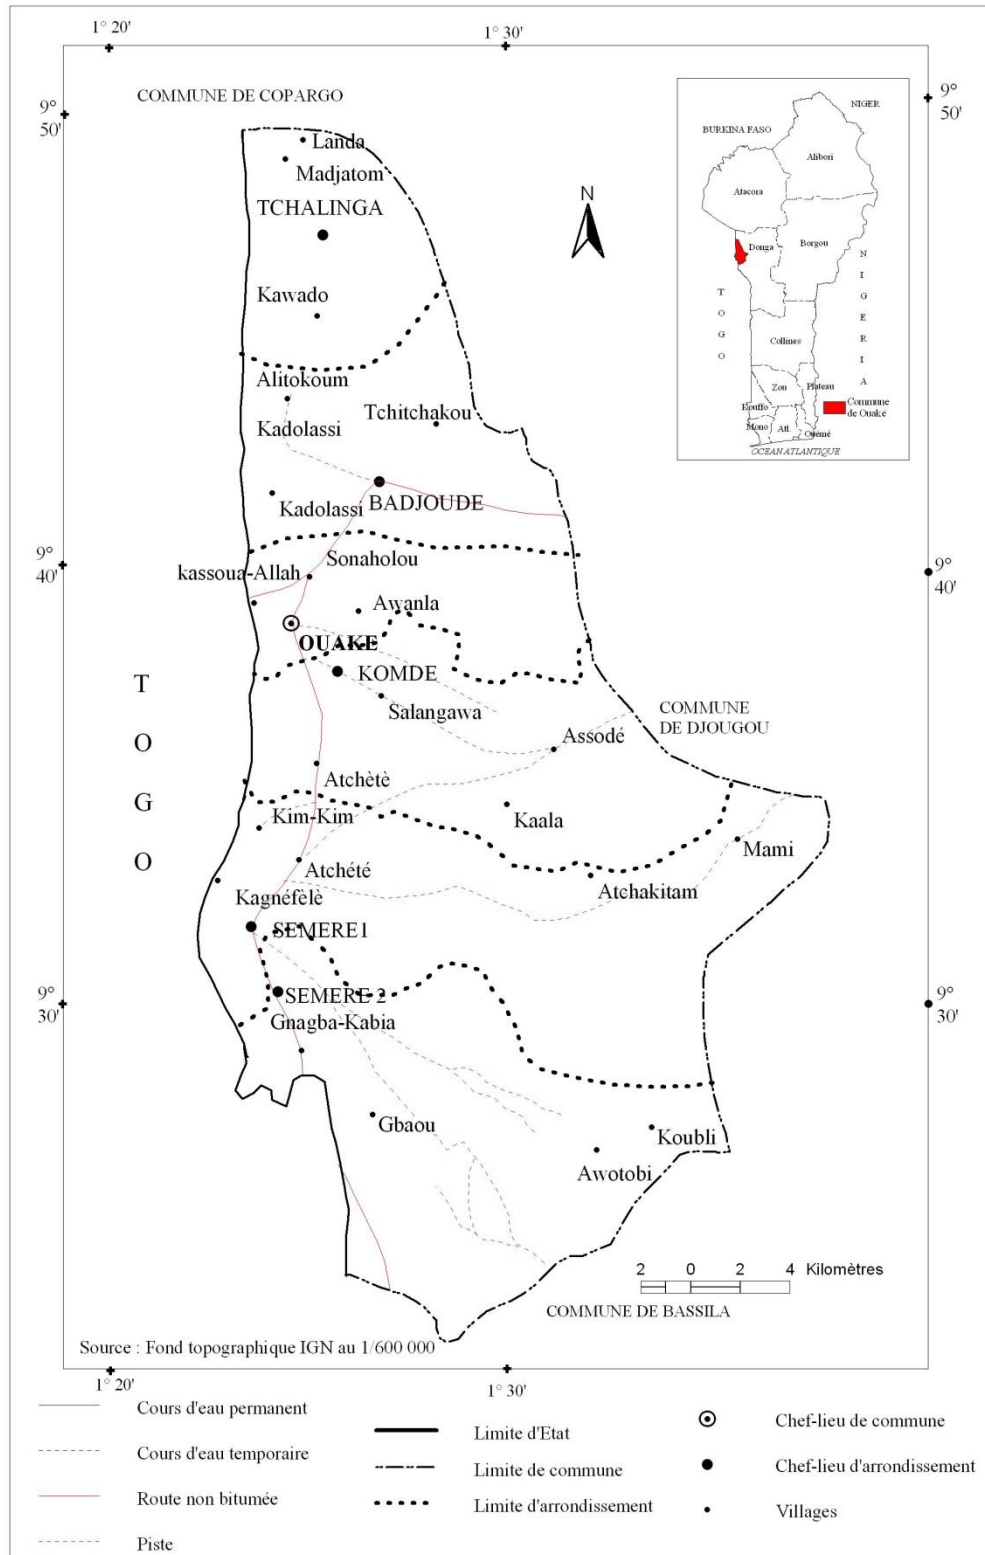 1° 20'
1° 30'
9°
50'
9°
50'
COMMUNE DE COPARGO
Landa
Madjatom
TCHALINGA
Kawado
N
BURKINA FASO
NIGER
Alibori
Atacora
Donga
Borgou
NIGERIA
TOGO
Collines
Zou
Plateau
Kouffo
Mono
Atl.
Ouémé
OCEAN ATLANTIQUE
Commune
de Ouaké
Alitokoum
Tchitchakou
Kadolassi
BADJOUDE
Kadolassi
9°
40'
9°
40'
Sonaholou
kassoua-Allah
Awanla
OUAKE
KOMDE
Salangawa
TOGO
COMMUNE
DE DJOUGOU
Assodé
Atchètè
Kim-Kim
Kaala
Mami
Atchété
Atchakitam
Kagnéfèlè
SEMERE1
SEMERE 2
Gnagba-Kabia
9°
30'
9°
30'
Gbaou
Koubli
Awotobi
2 0 2 4 Kilomètres
COMMUNE DE BASSILA
Source : Fond topographique IGN au 1/600 000
1° 20'
1° 30'
Cours d'eau permanent
Cours d'eau temporaire
Route non bitumée
Piste
Limite d'Etat
Limite de commune
Limite d'arrondissement
Chef-lieu de commune
Chef-lieu d'arrondissement
Villages